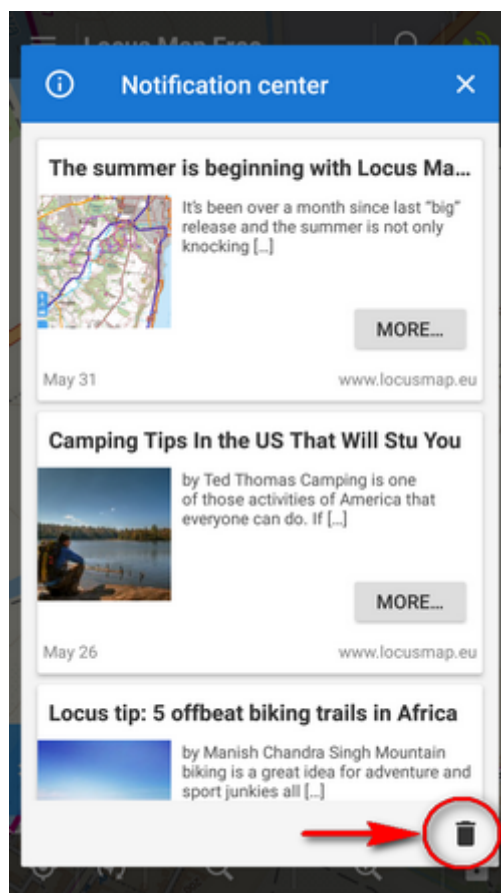 Locus Map Free
Notification center
The summer is beginning with Locus Ma...
It's been over a month since last "big"
release and the summer is not only
knocking [...]
MORE...
May 31
www.locusmap.eu
Camping Tips In the US That Will Stu You
by Ted Thomas Camping is one
of those activities of America that
everyone can do. If [...]
MORE...
May 26
www.locusmap.eu
Locus tip: 5 offbeat biking trails in Africa
by Manish Chandra Singh Mountain
biking is a great idea for adventure and
sport junkies all [...]